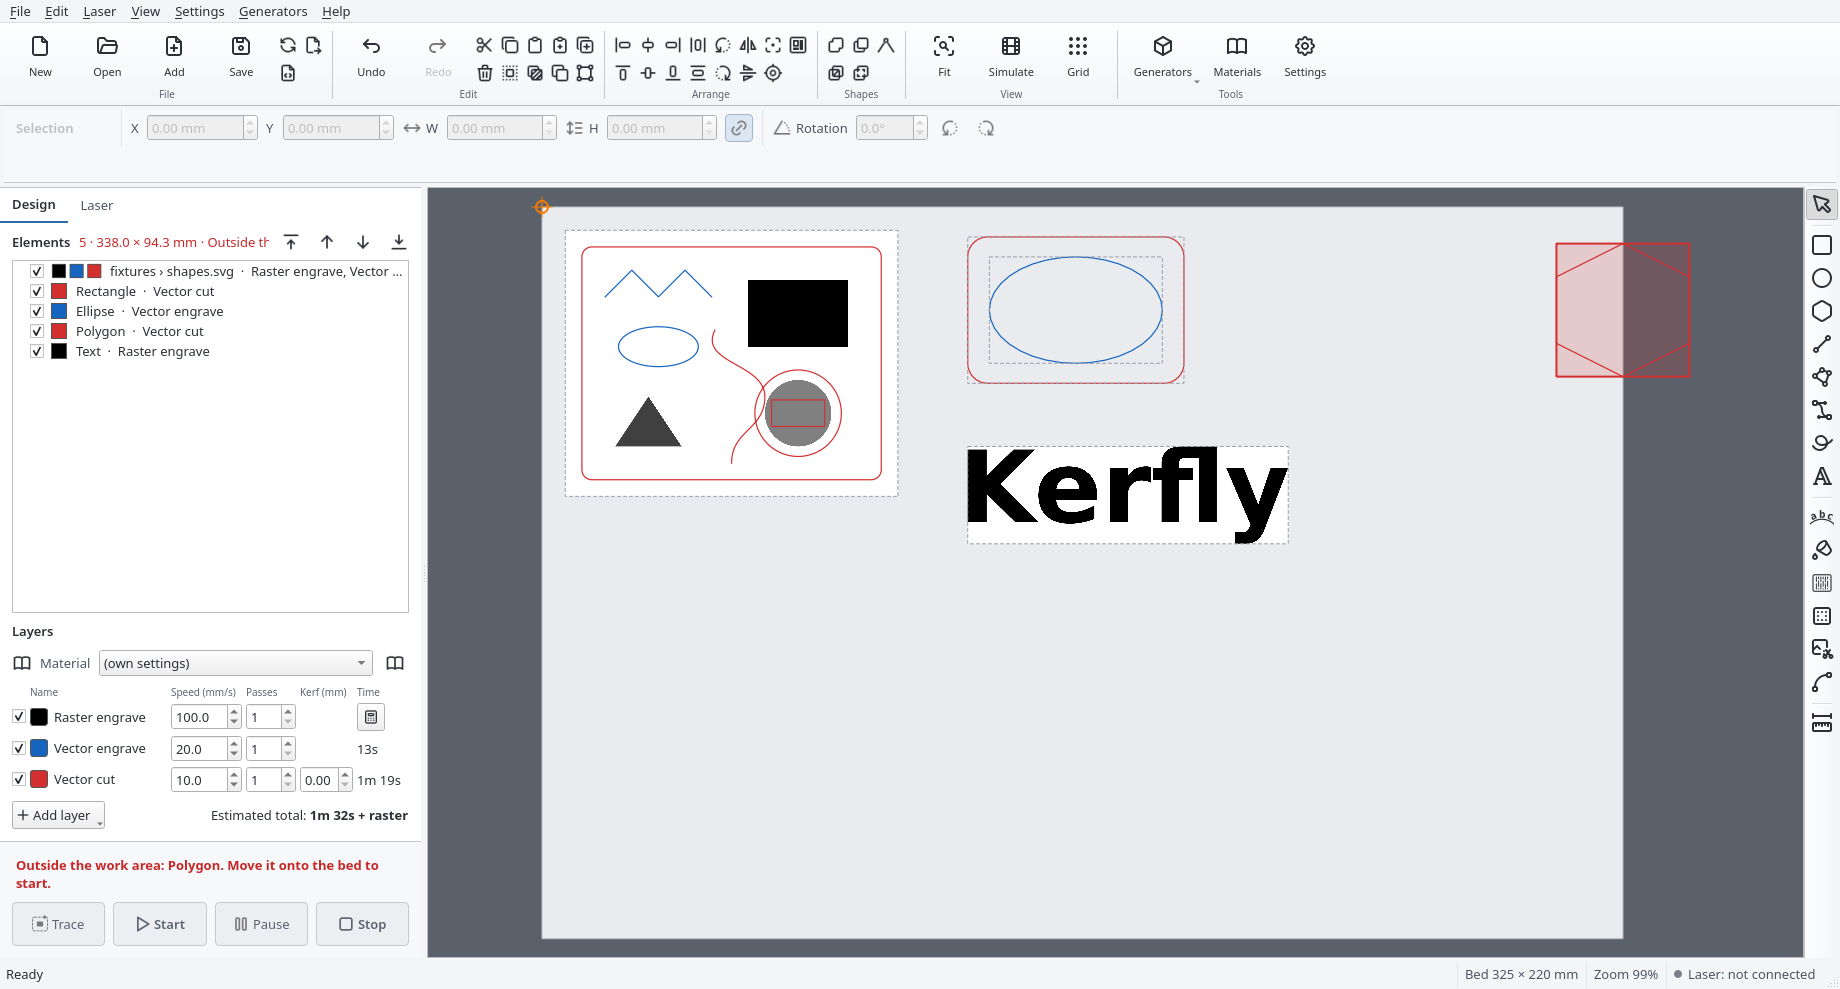 File Edit Laser View Settings Generators Help
New Open Add Save Undo Redo Fit Simulate Grid Generators Materials Settings
File Edit Arrange Shapes View Tools
Selection X 0.00 mm Y 0.00 mm W 0.00 mm H 0.00 mm Rotation 0.0°
Design Laser
Elements 5 · 338.0 × 94.3 mm · Outside th
fixtures › shapes.svg · Raster engrave, Vector ...
Rectangle · Vector cut
Ellipse · Vector engrave
Polygon · Vector cut
Text · Raster engrave
Kerfly
Layers
Material (own settings)
Name Speed (mm/s) Passes Kerf (mm) Time
Raster engrave 100.0 1
Vector engrave 20.0 1 13s
Vector cut 10.0 1 0.00 1m 19s
+ Add layer Estimated total: 1m 32s + raster
Outside the work area: Polygon. Move it onto the bed to
start.
Trace Start Pause Stop
A
abc
Ready Bed 325 × 220 mm Zoom 99% Laser: not connected